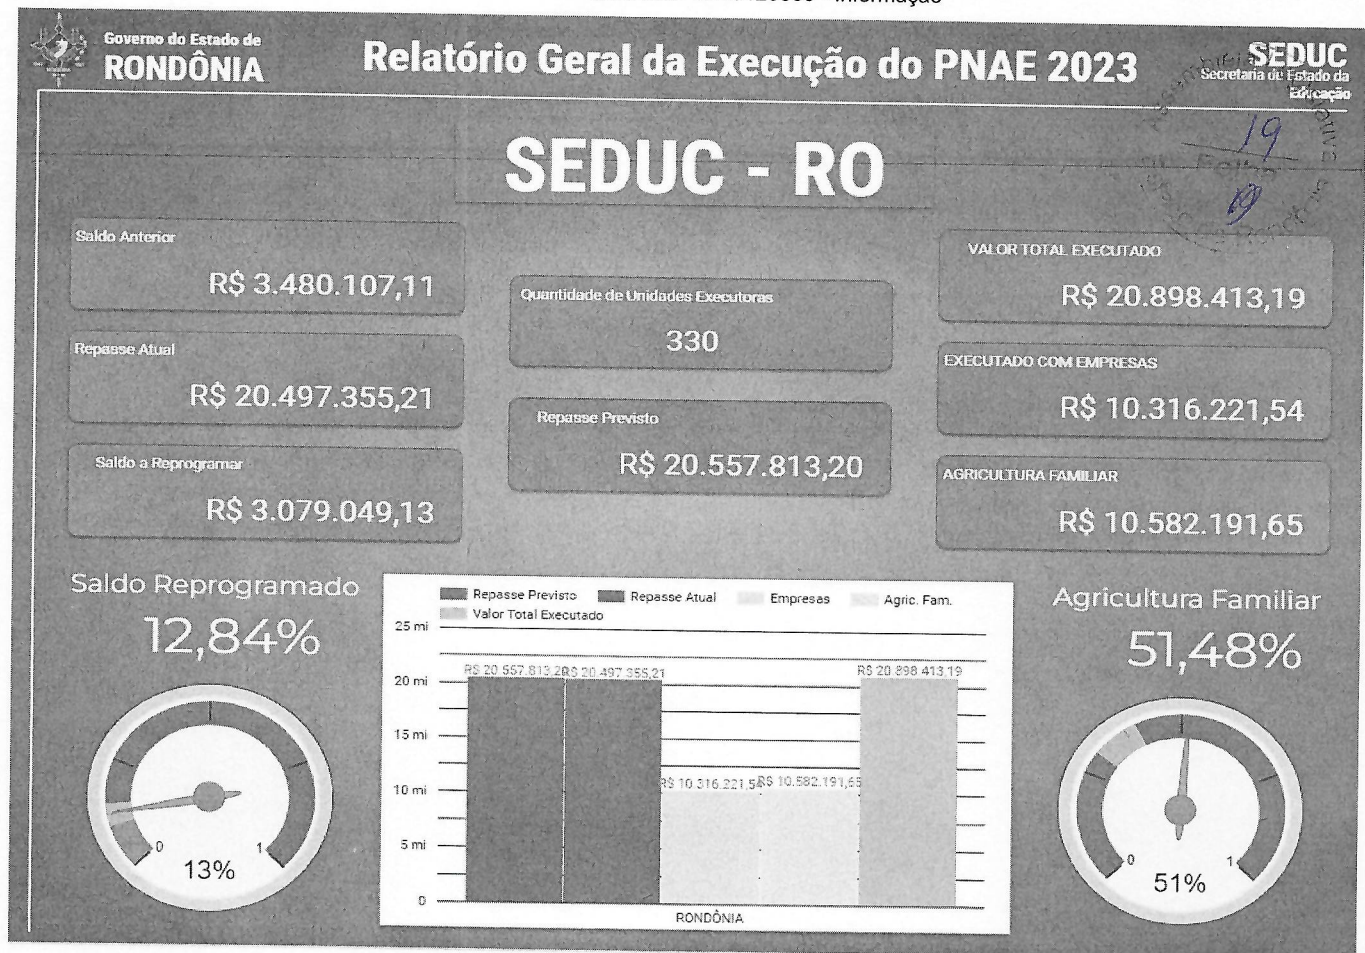 Informação
Governo do Estado de
RONDÔNIA
Relatório Geral da Execução do PNAE 2023
SEDUC
Secretaria de Estado da
Educação
19
SEDUC - RO
Saldo Anterior
R$ 3.480.107,11
Repasse Atual
R$ 20.497.355,21
Saldo a Reprogramar
R$ 3.079.049,13
Quantidade de Unidades Executoras
330
Repasse Previsto
R$ 20.557.813,20
VALOR TOTAL EXECUTADO
R$ 20.898.413,19
EXECUTADO COM EMPRESAS
R$ 10.316.221,54
AGRICULTURA FAMILIAR
R$ 10.582.191,65
Saldo Reprogramado
12,84%
0
1
13%
Repasse Previsto Repasse Atual Empresas Agric. Fam.
Valor Total Executado
25 mi
20 mi
15 mi
10 mi
5 mi
0
R$ 20.557.813,20
R$ 20.497.355,21
R$ 10.316.221,54
R$ 10.582.191,65
R$ 20.898.413,19
RONDÔNIA
Agricultura Familiar
51,48%
0
1
51%